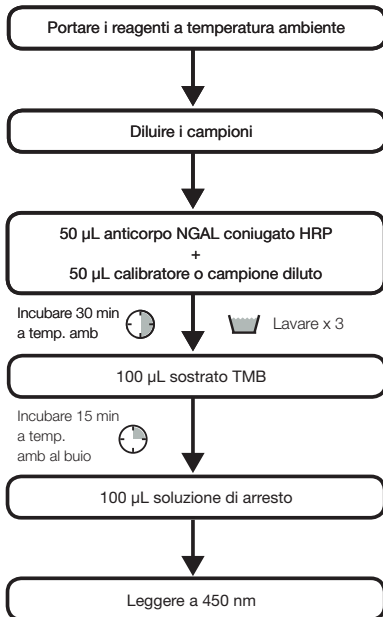 Portare i reagenti a temperatura ambiente
Diluire i campioni
50 µL anticorpo NGAL coniugato HRP
+
50 µL calibratore o campione diluto
Incubare 30 min
a temp. amb
Lavare x 3
100 µL sostrato TMB
Incubare 15 min
a temp.
amb al buio
100 µL soluzione di arresto
Leggere a 450 nm